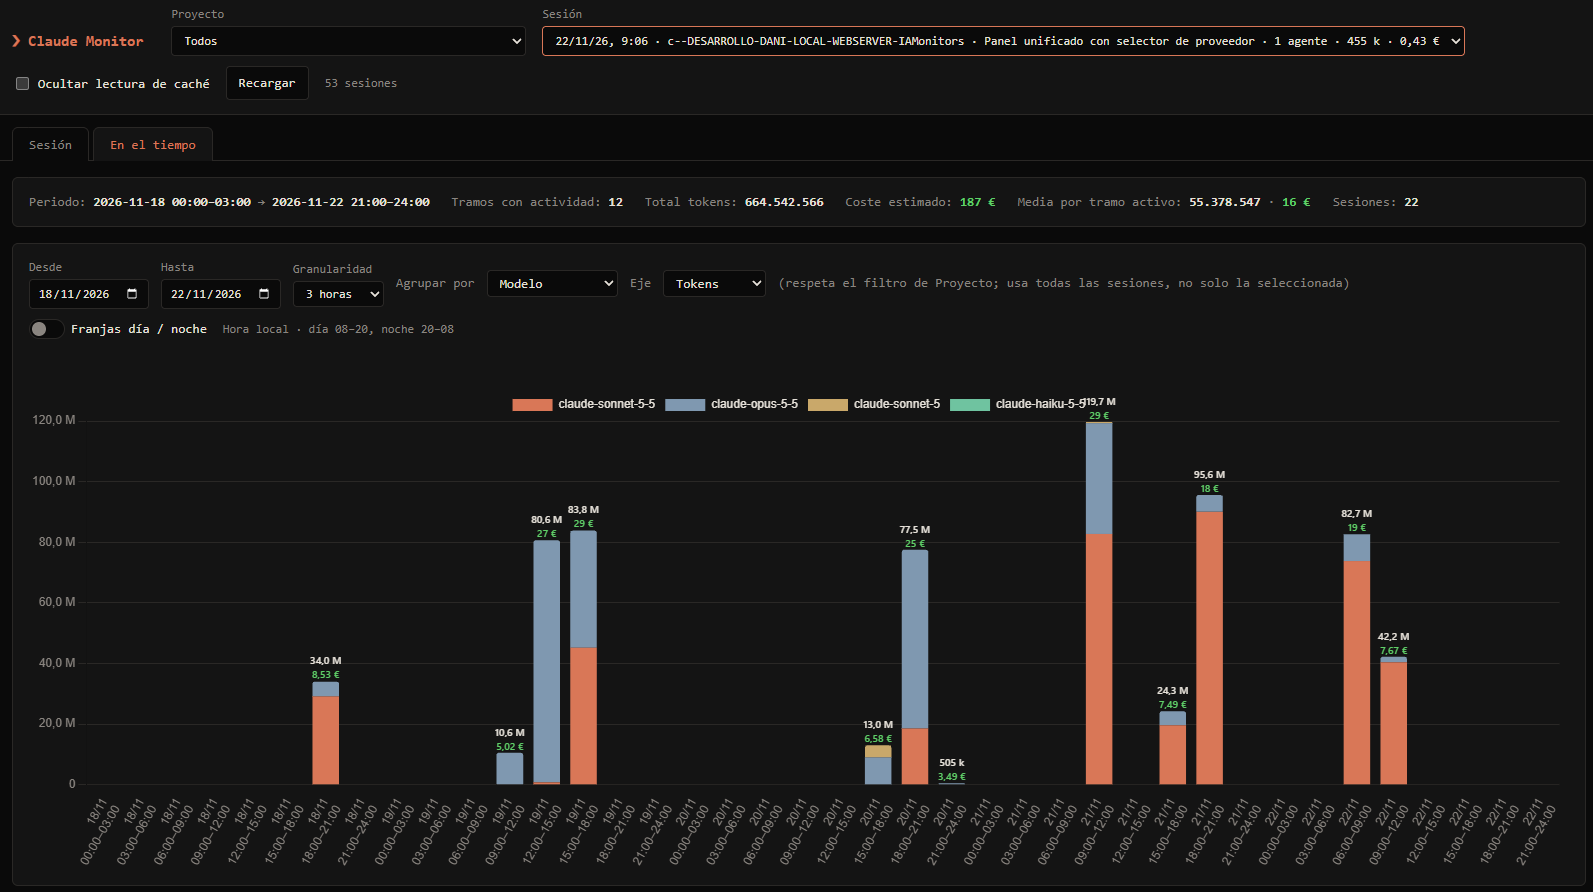 Proyecto
Sesión
❯ Claude Monitor
Todos
22/11/26, 9:06 · c--DESARROLLO-DANI-LOCAL-WEBSERVER-IAMonitors · Panel unificado con selector de proveedor · 1 agente · 455 k · 0,43 €
Ocultar lectura de caché
Recargar
53 sesiones
Sesión
En el tiempo
Periodo: 2026-11-18 00:00–03:00 → 2026-11-22 21:00–24:00 Tramos con actividad: 12 Total tokens: 664.542.566 Coste estimado: 187 € Media por tramo activo: 55.378.547 · 16 € Sesiones: 22
Desde
Hasta
Granularidad
18/11/2026
22/11/2026
3 horas
Agrupar por
Modelo
Eje
Tokens
(respeta el filtro de Proyecto; usa todas las sesiones, no solo la seleccionada)
Franjas día / noche
Hora local · día 08–20, noche 20–08
claude-sonnet-5-5
claude-opus-5-5
claude-sonnet-5
claude-haiku-5-5
120,0 M
100,0 M
80,0 M
60,0 M
40,0 M
20,0 M
0
34,0 M
8,53 €
10,6 M
5,02 €
80,6 M
27 €
83,8 M
29 €
13,0 M
6,58 €
77,5 M
25 €
505 k
3,49 €
119,7 M
29 €
24,3 M
7,49 €
95,6 M
18 €
82,7 M
19 €
42,2 M
7,67 €
18/11
00:00–03:00
18/11
03:00–06:00
18/11
06:00–09:00
18/11
09:00–12:00
18/11
12:00–15:00
18/11
15:00–18:00
18/11
18:00–21:00
18/11
21:00–24:00
19/11
00:00–03:00
19/11
03:00–06:00
19/11
06:00–09:00
19/11
09:00–12:00
19/11
12:00–15:00
19/11
15:00–18:00
19/11
18:00–21:00
19/11
21:00–24:00
20/11
00:00–03:00
20/11
03:00–06:00
20/11
06:00–09:00
20/11
09:00–12:00
20/11
12:00–15:00
20/11
15:00–18:00
20/11
18:00–21:00
20/11
21:00–24:00
21/11
00:00–03:00
21/11
03:00–06:00
21/11
06:00–09:00
21/11
09:00–12:00
21/11
12:00–15:00
21/11
15:00–18:00
21/11
18:00–21:00
21/11
21:00–24:00
22/11
00:00–03:00
22/11
03:00–06:00
22/11
06:00–09:00
22/11
09:00–12:00
22/11
12:00–15:00
22/11
15:00–18:00
22/11
18:00–21:00
22/11
21:00–24:00